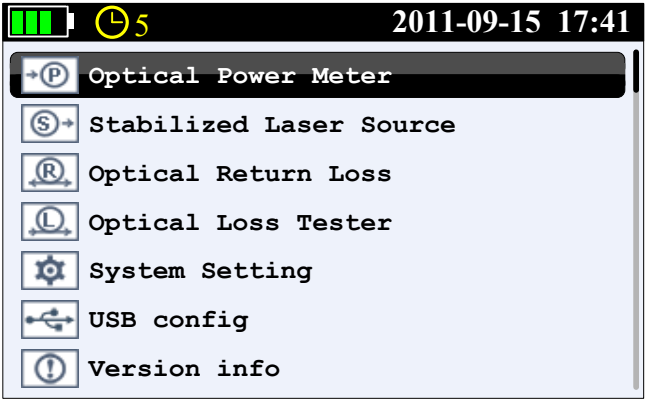 5 2011-09-15 17:41
P Optical Power Meter
S Stabilized Laser Source
R Optical Return Loss
L Optical Loss Tester
System Setting
USB config
Version info